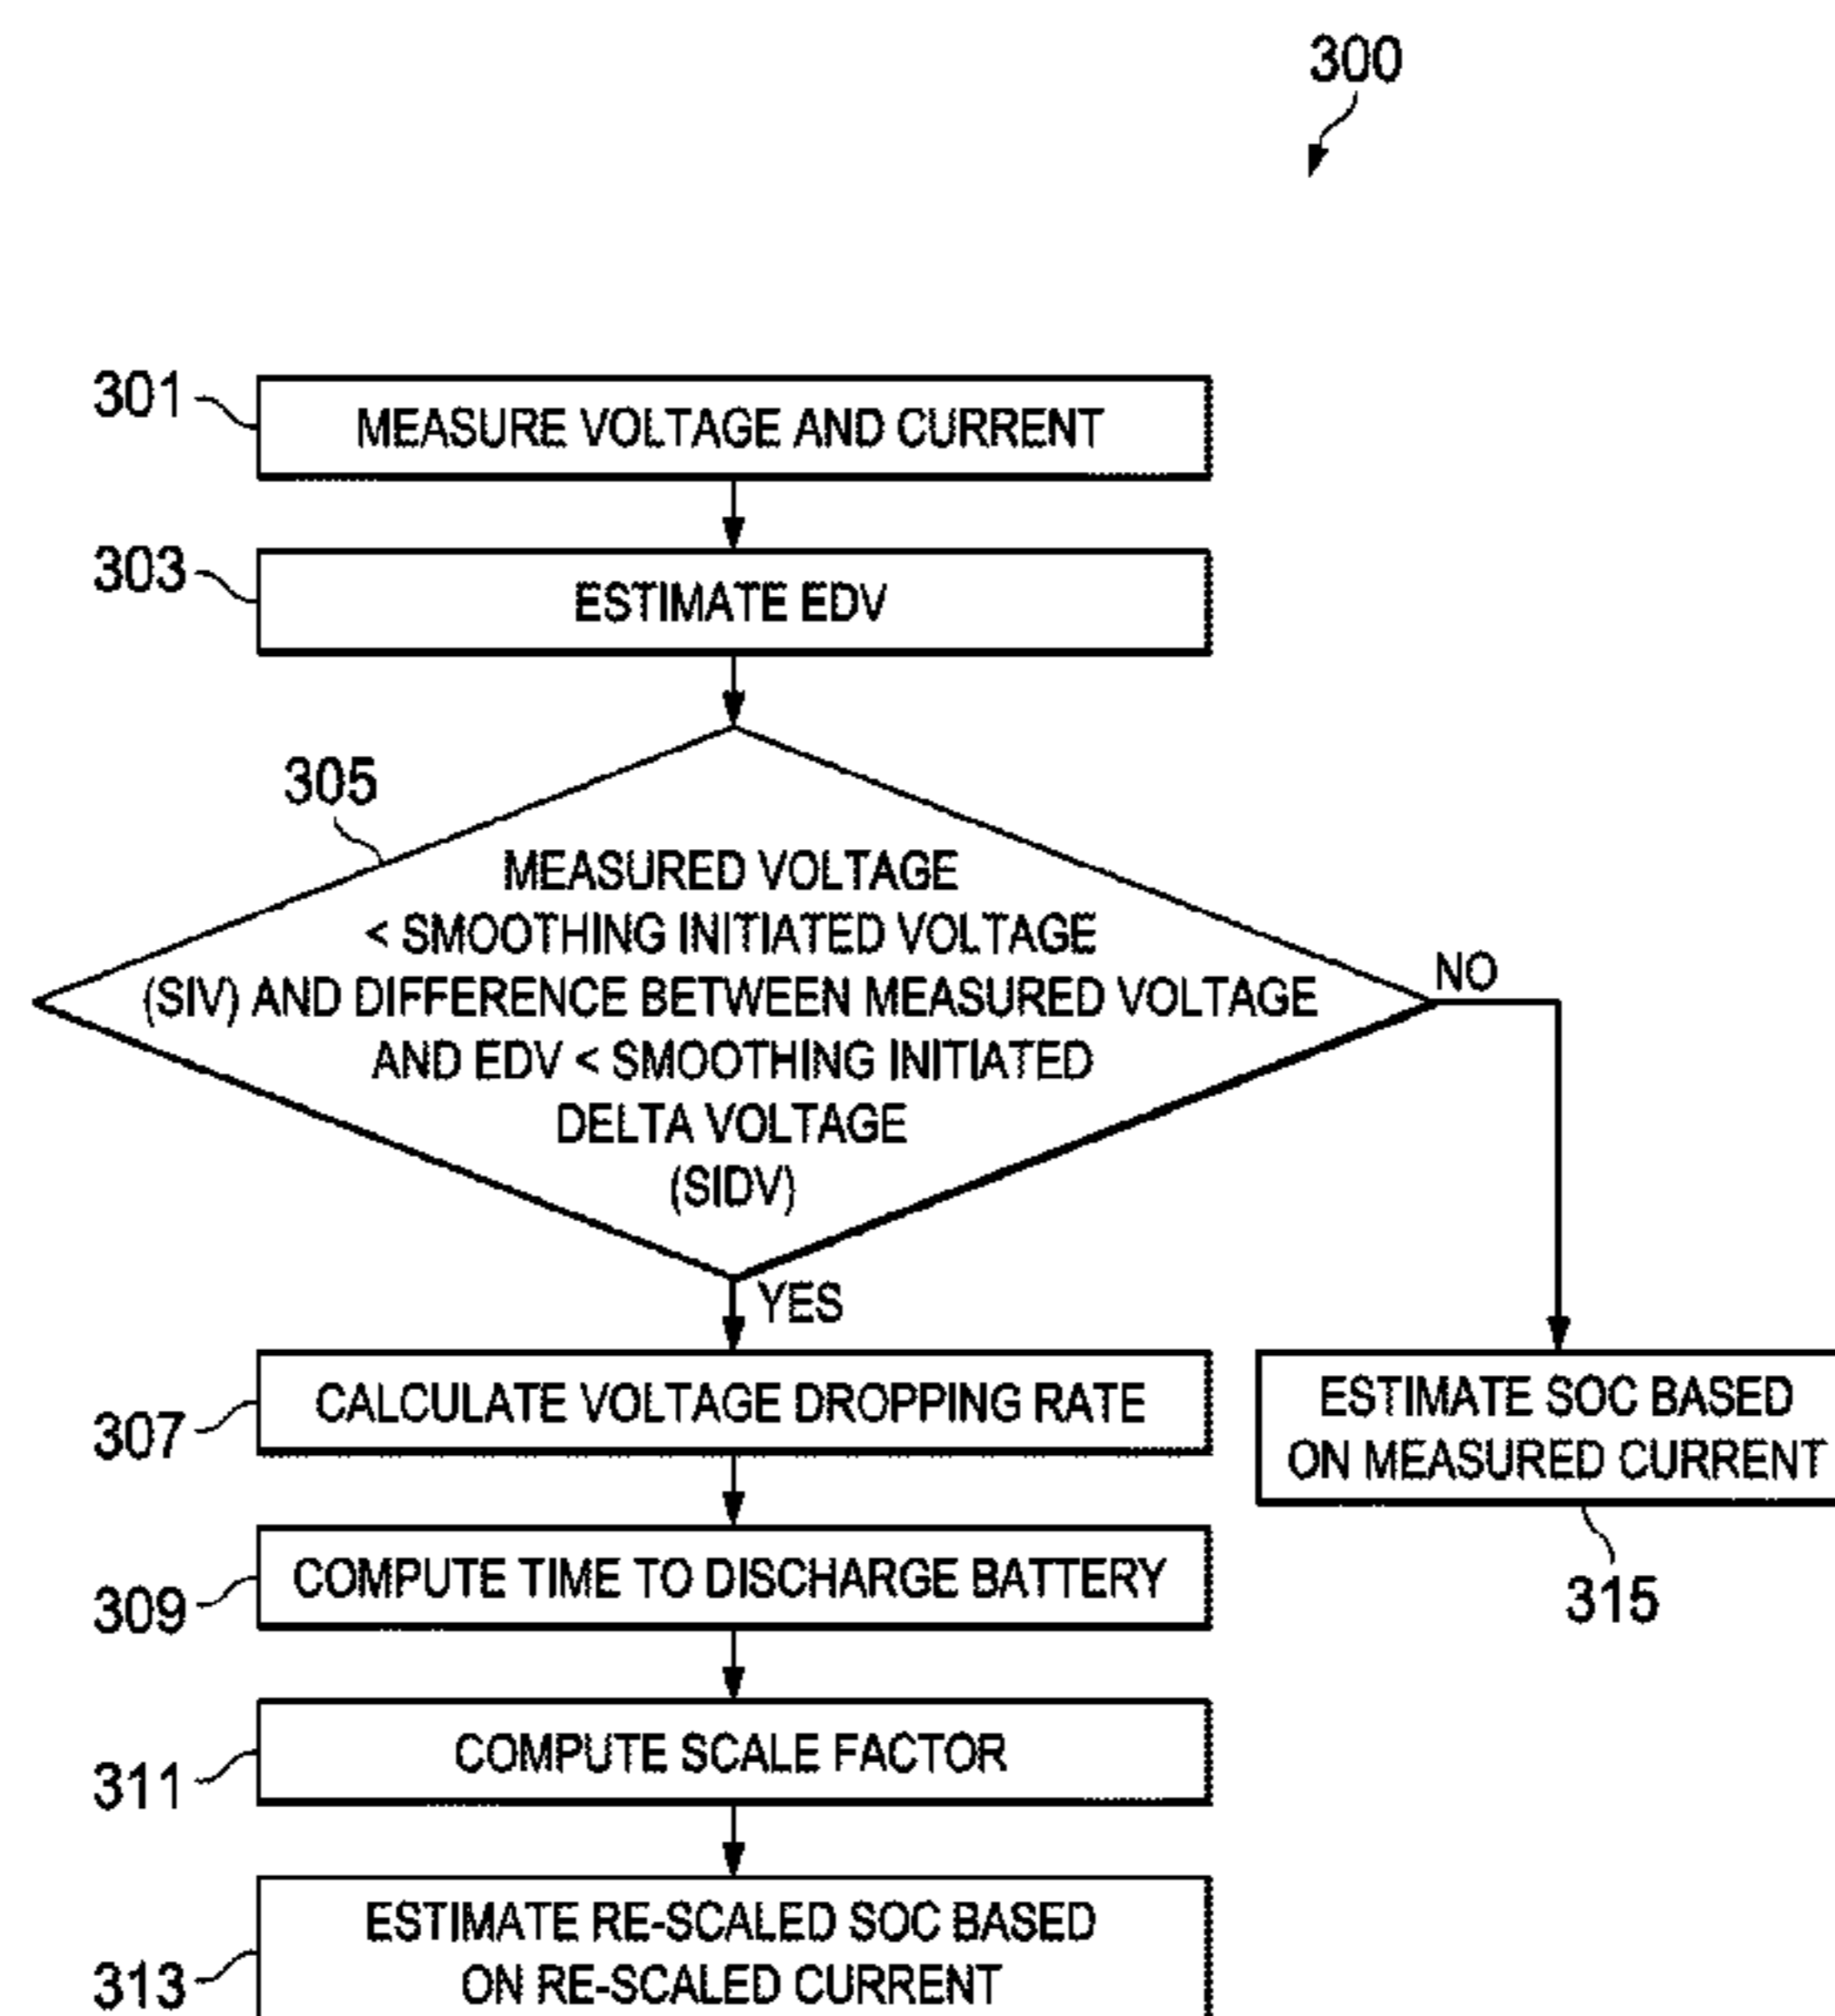 300
301
MEASURE VOLTAGE AND CURRENT
303
ESTIMATE EDV
305
MEASURED VOLTAGE
< SMOOTHING INITIATED VOLTAGE
(SIV) AND DIFFERENCE BETWEEN MEASURED VOLTAGE
AND EDV < SMOOTHING INITIATED
DELTA VOLTAGE
(SIDV)
NO
YES
307
CALCULATE VOLTAGE DROPPING RATE
ESTIMATE SOC BASED
ON MEASURED CURRENT
315
309
COMPUTE TIME TO DISCHARGE BATTERY
311
COMPUTE SCALE FACTOR
313
ESTIMATE RE-SCALED SOC BASED
ON RE-SCALED CURRENT